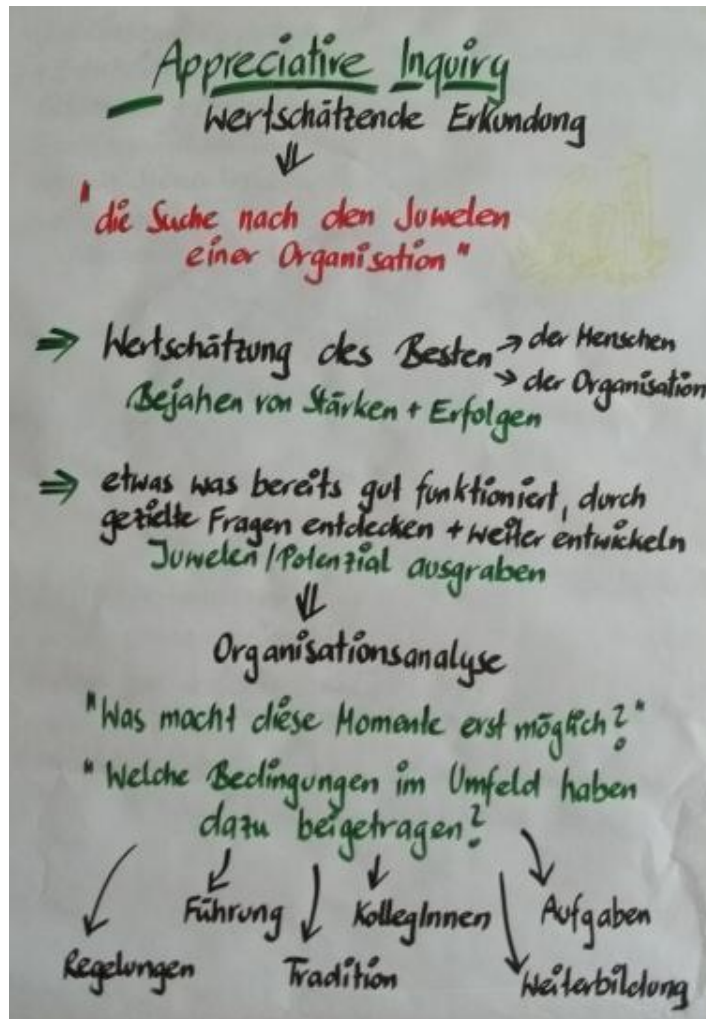 Appreciative Inquiry
Wertschätzende Erkundung
"die Suche nach den Juwelen
einer Organisation"
Wertschätzung des Besten → der Menschen
→ der Organisation
Bejahen von Stärken + Erfolgen
etwas was bereits gut funktioniert, durch
gezielte Fragen entdecken + weiter entwickeln
Juwelen/Potenzial ausgraben
Organisationsanalyse
"Was macht diese Momente erst möglich?"
"Welche Bedingungen im Umfeld haben
dazu beigetragen?
Führung KollegInnen Aufgaben
Regelungen Tradition Weiterbildung